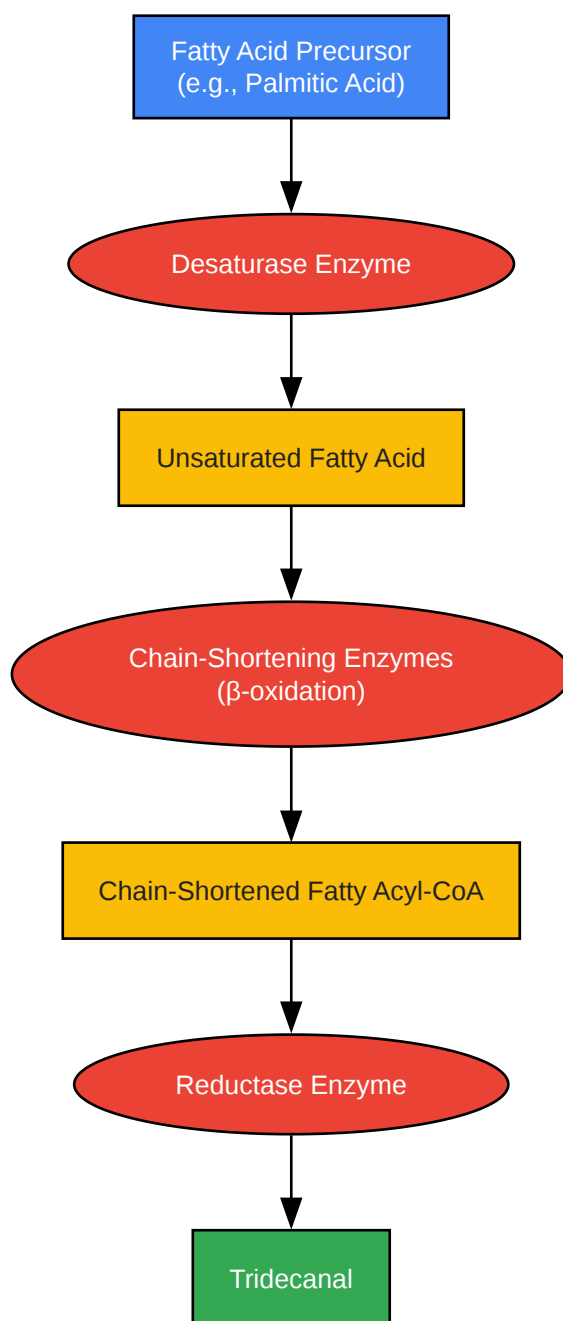 Fatty Acid Precursor
(e.g., Palmitic Acid)
Desaturase Enzyme
Unsaturated Fatty Acid
Chain-Shortening Enzymes
(β-oxidation)
Chain-Shortened Fatty Acyl-CoA
Reductase Enzyme
Tridecanal